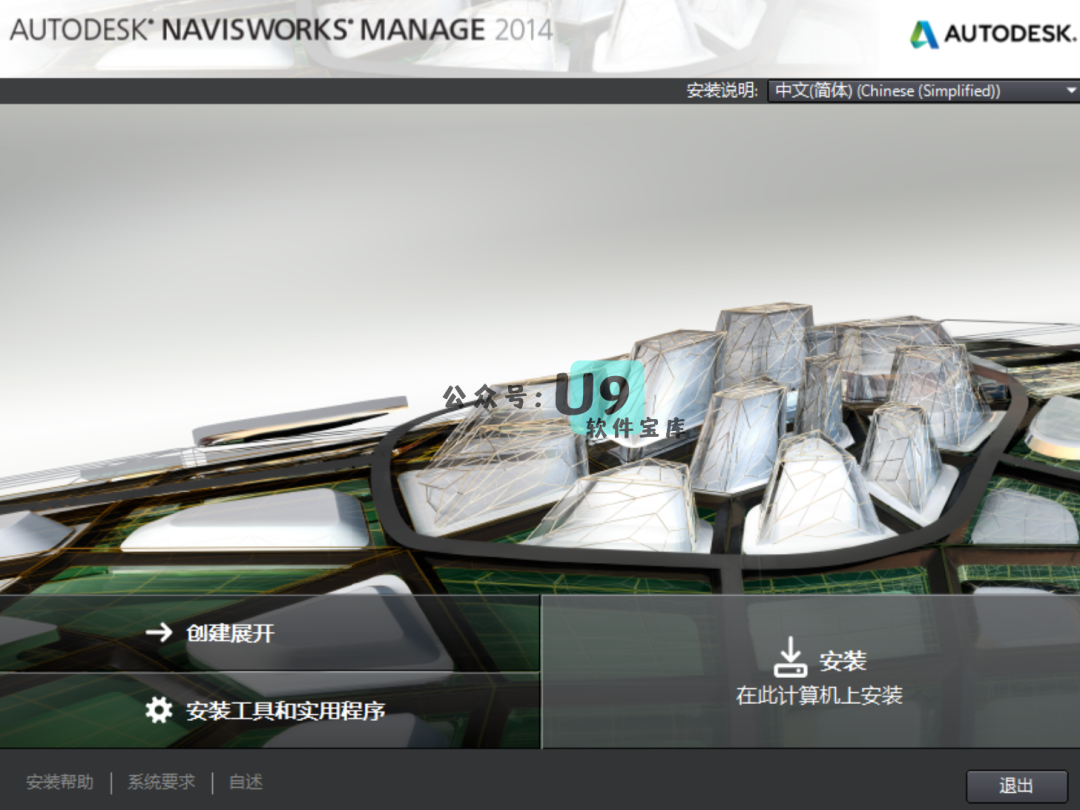 AUTODESK® NAVISWORKS® MANAGE 2014
AUTODESK.
安装说明: 中文(简体) (Chinese (Simplified))
公众号: U9
软件宝库
创建展开
安装
安装工具和实用程序
在此计算机上安装
安装帮助 | 系统要求 | 自述
退出